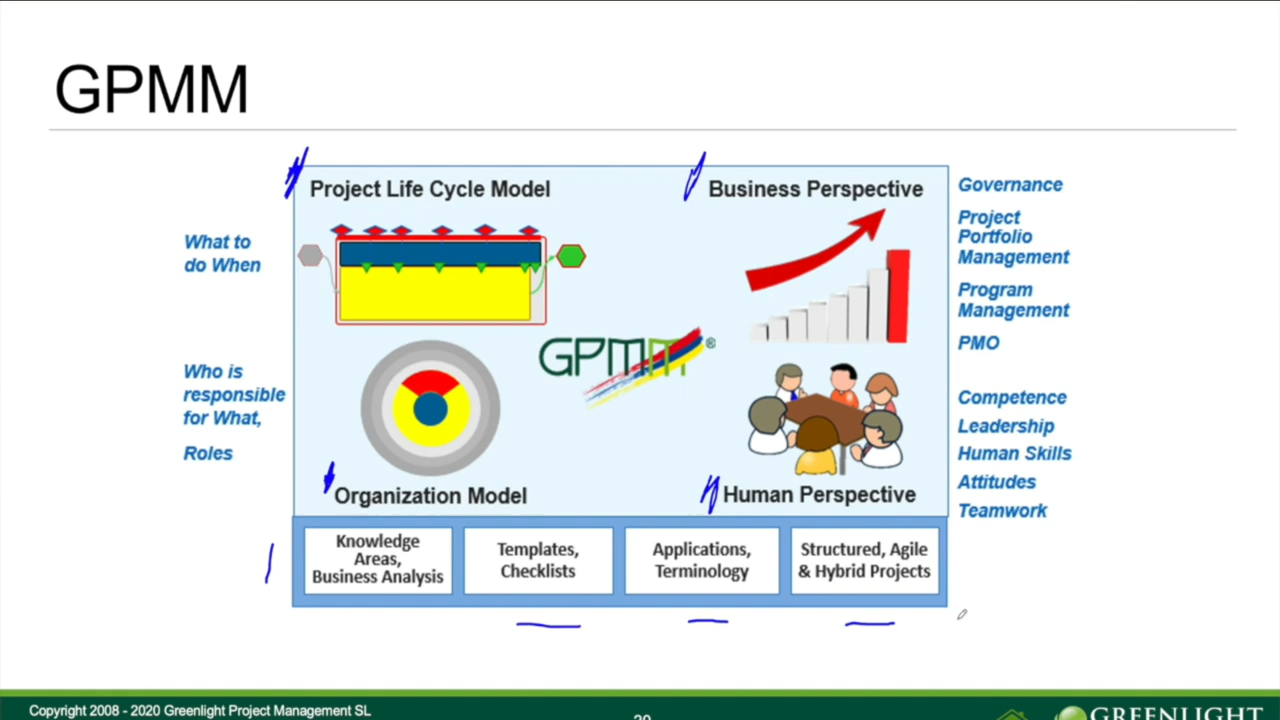 GPMM
Project Life Cycle Model
Business Perspective
What to
do When
Governance
Project
Portfolio
Management
Program
Management
PMO
GPMM®
Who is
responsible
for What,
Roles
Competence
Leadership
Human Skills
Attitudes
Teamwork
Organization Model
Human Perspective
Knowledge
Areas,
Business Analysis
Templates,
Checklists
Applications,
Terminology
Structured, Agile
& Hybrid Projects
Copyright 2008 - 2020 Greenlight Project Management SL
GREENLIGHT